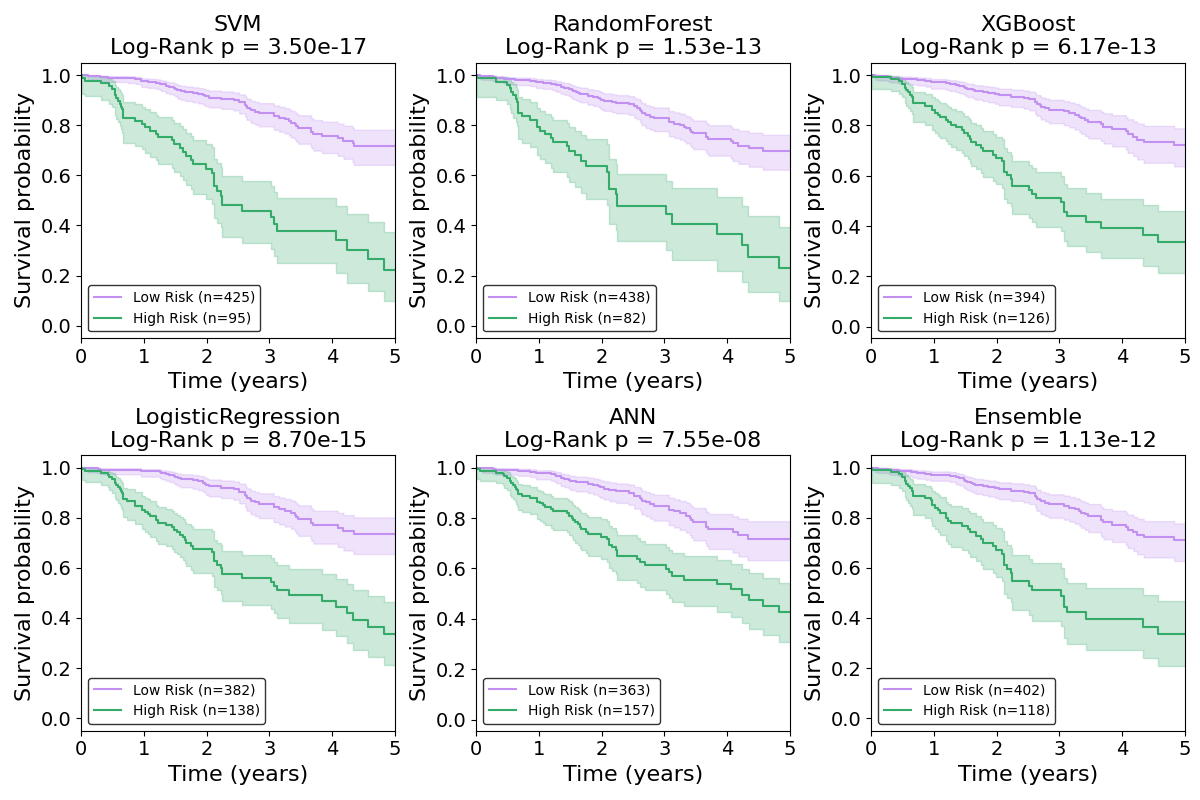 SVM
Log-Rank p = 3.50e-17
Survival probability
1.0
0.8
0.6
0.4
0.2
0.0
Low Risk (n=425)
High Risk (n=95)
0 1 2 3 4 5
Time (years)
RandomForest
Log-Rank p = 1.53e-13
Survival probability
1.0
0.8
0.6
0.4
0.2
0.0
Low Risk (n=438)
High Risk (n=82)
0 1 2 3 4 5
Time (years)
XGBoost
Log-Rank p = 6.17e-13
Survival probability
1.0
0.8
0.6
0.4
0.2
0.0
Low Risk (n=394)
High Risk (n=126)
0 1 2 3 4 5
Time (years)
LogisticRegression
Log-Rank p = 8.70e-15
Survival probability
1.0
0.8
0.6
0.4
0.2
0.0
Low Risk (n=382)
High Risk (n=138)
0 1 2 3 4 5
Time (years)
ANN
Log-Rank p = 7.55e-08
Survival probability
1.0
0.8
0.6
0.4
0.2
0.0
Low Risk (n=363)
High Risk (n=157)
0 1 2 3 4 5
Time (years)
Ensemble
Log-Rank p = 1.13e-12
Survival probability
1.0
0.8
0.6
0.4
0.2
0.0
Low Risk (n=402)
High Risk (n=118)
0 1 2 3 4 5
Time (years)